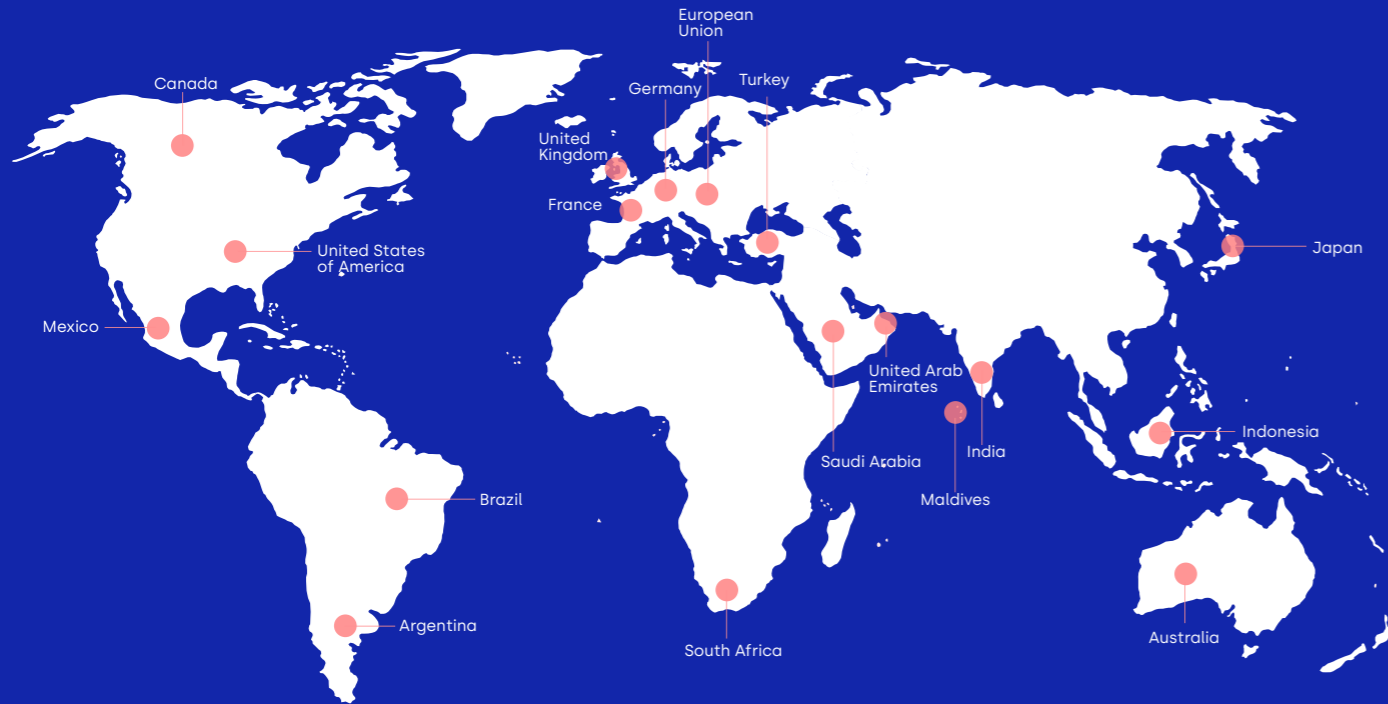 European
Union
Canada
Turkey
Germany
United
Kingdom
France
United States
of America
Japan
Mexico
United Arab
Emirates
Indonesia
India
Saudi Arabia
Brazil
Maldives
Argentina
Australia
South Africa